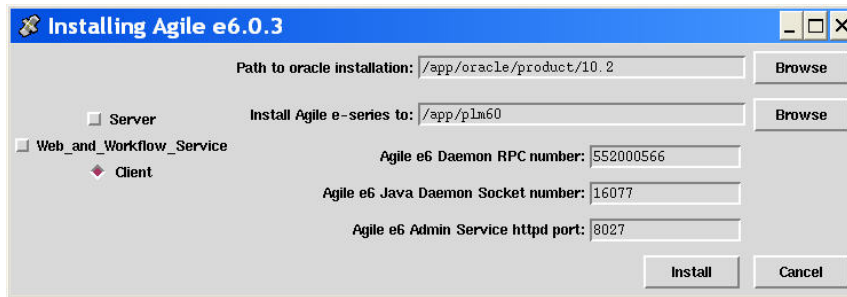 Installing Agile e6.0.3
Path to oracle installation: /app/oracle/product/10.2 Browse
Server Install Agile e-series to: /app/plm60 Browse
Web_and_Workflow_Service
Agile e6 Daemon RPC number: 552000566
Client
Agile e6 Java Daemon Socket number: 16077
Agile e6 Admin Service httpd port: 8027
Install Cancel